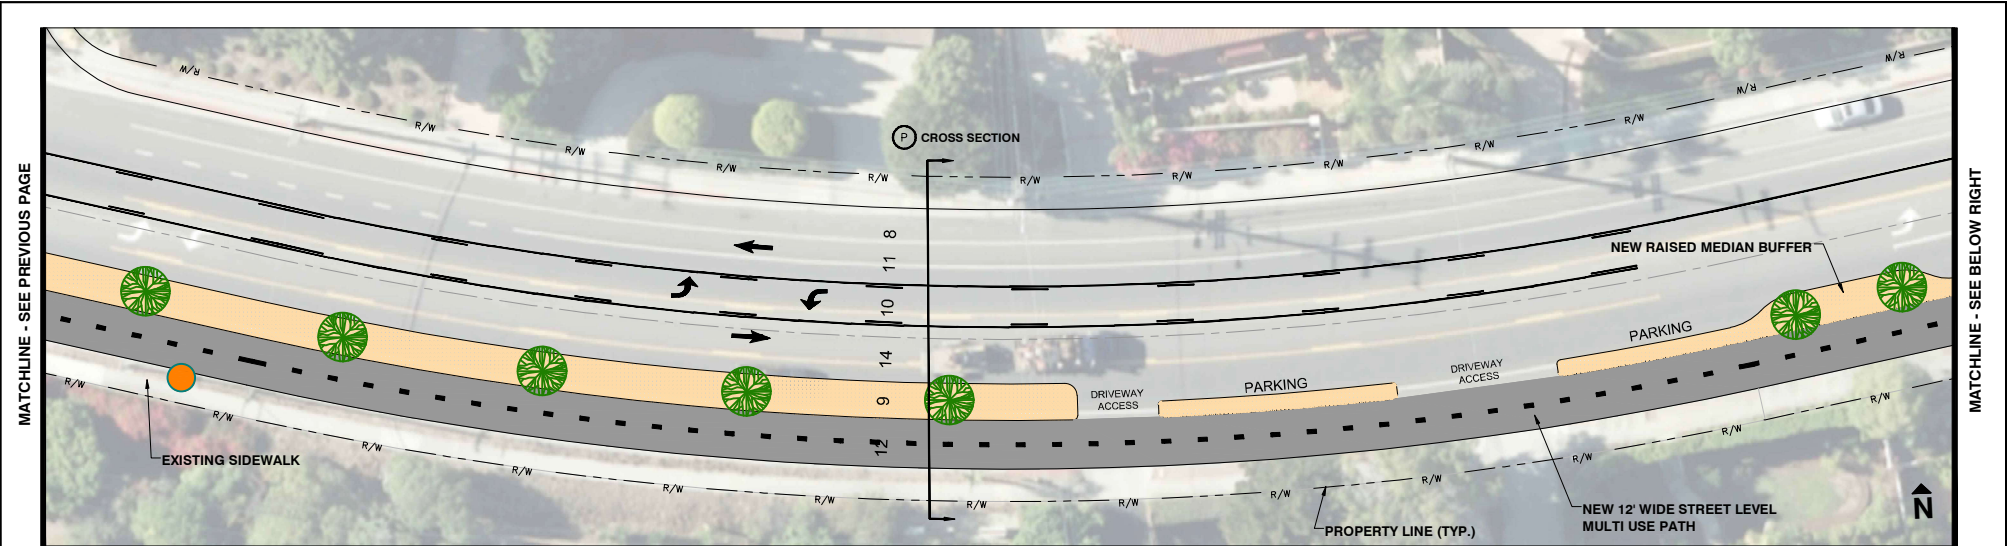 MATCHLINE - SEE PREVIOUS PAGE
R/W
R/W
R/W
R/W
R/W
R/W
R/W
R/W
R/W
R/W
R/W
R/W
P CROSS SECTION
8
11
10
14
9
12
NEW RAISED MEDIAN BUFFER
PARKING
DRIVEWAY
ACCESS
PARKING
DRIVEWAY
ACCESS
EXISTING SIDEWALK
R/W
R/W
R/W
R/W
R/W
R/W
R/W
R/W
R/W
R/W
R/W
R/W
R/W
PROPERTY LINE (TYP.)
NEW 12' WIDE STREET LEVEL
MULTI USE PATH
N
MATCHLINE - SEE BELOW RIGHT